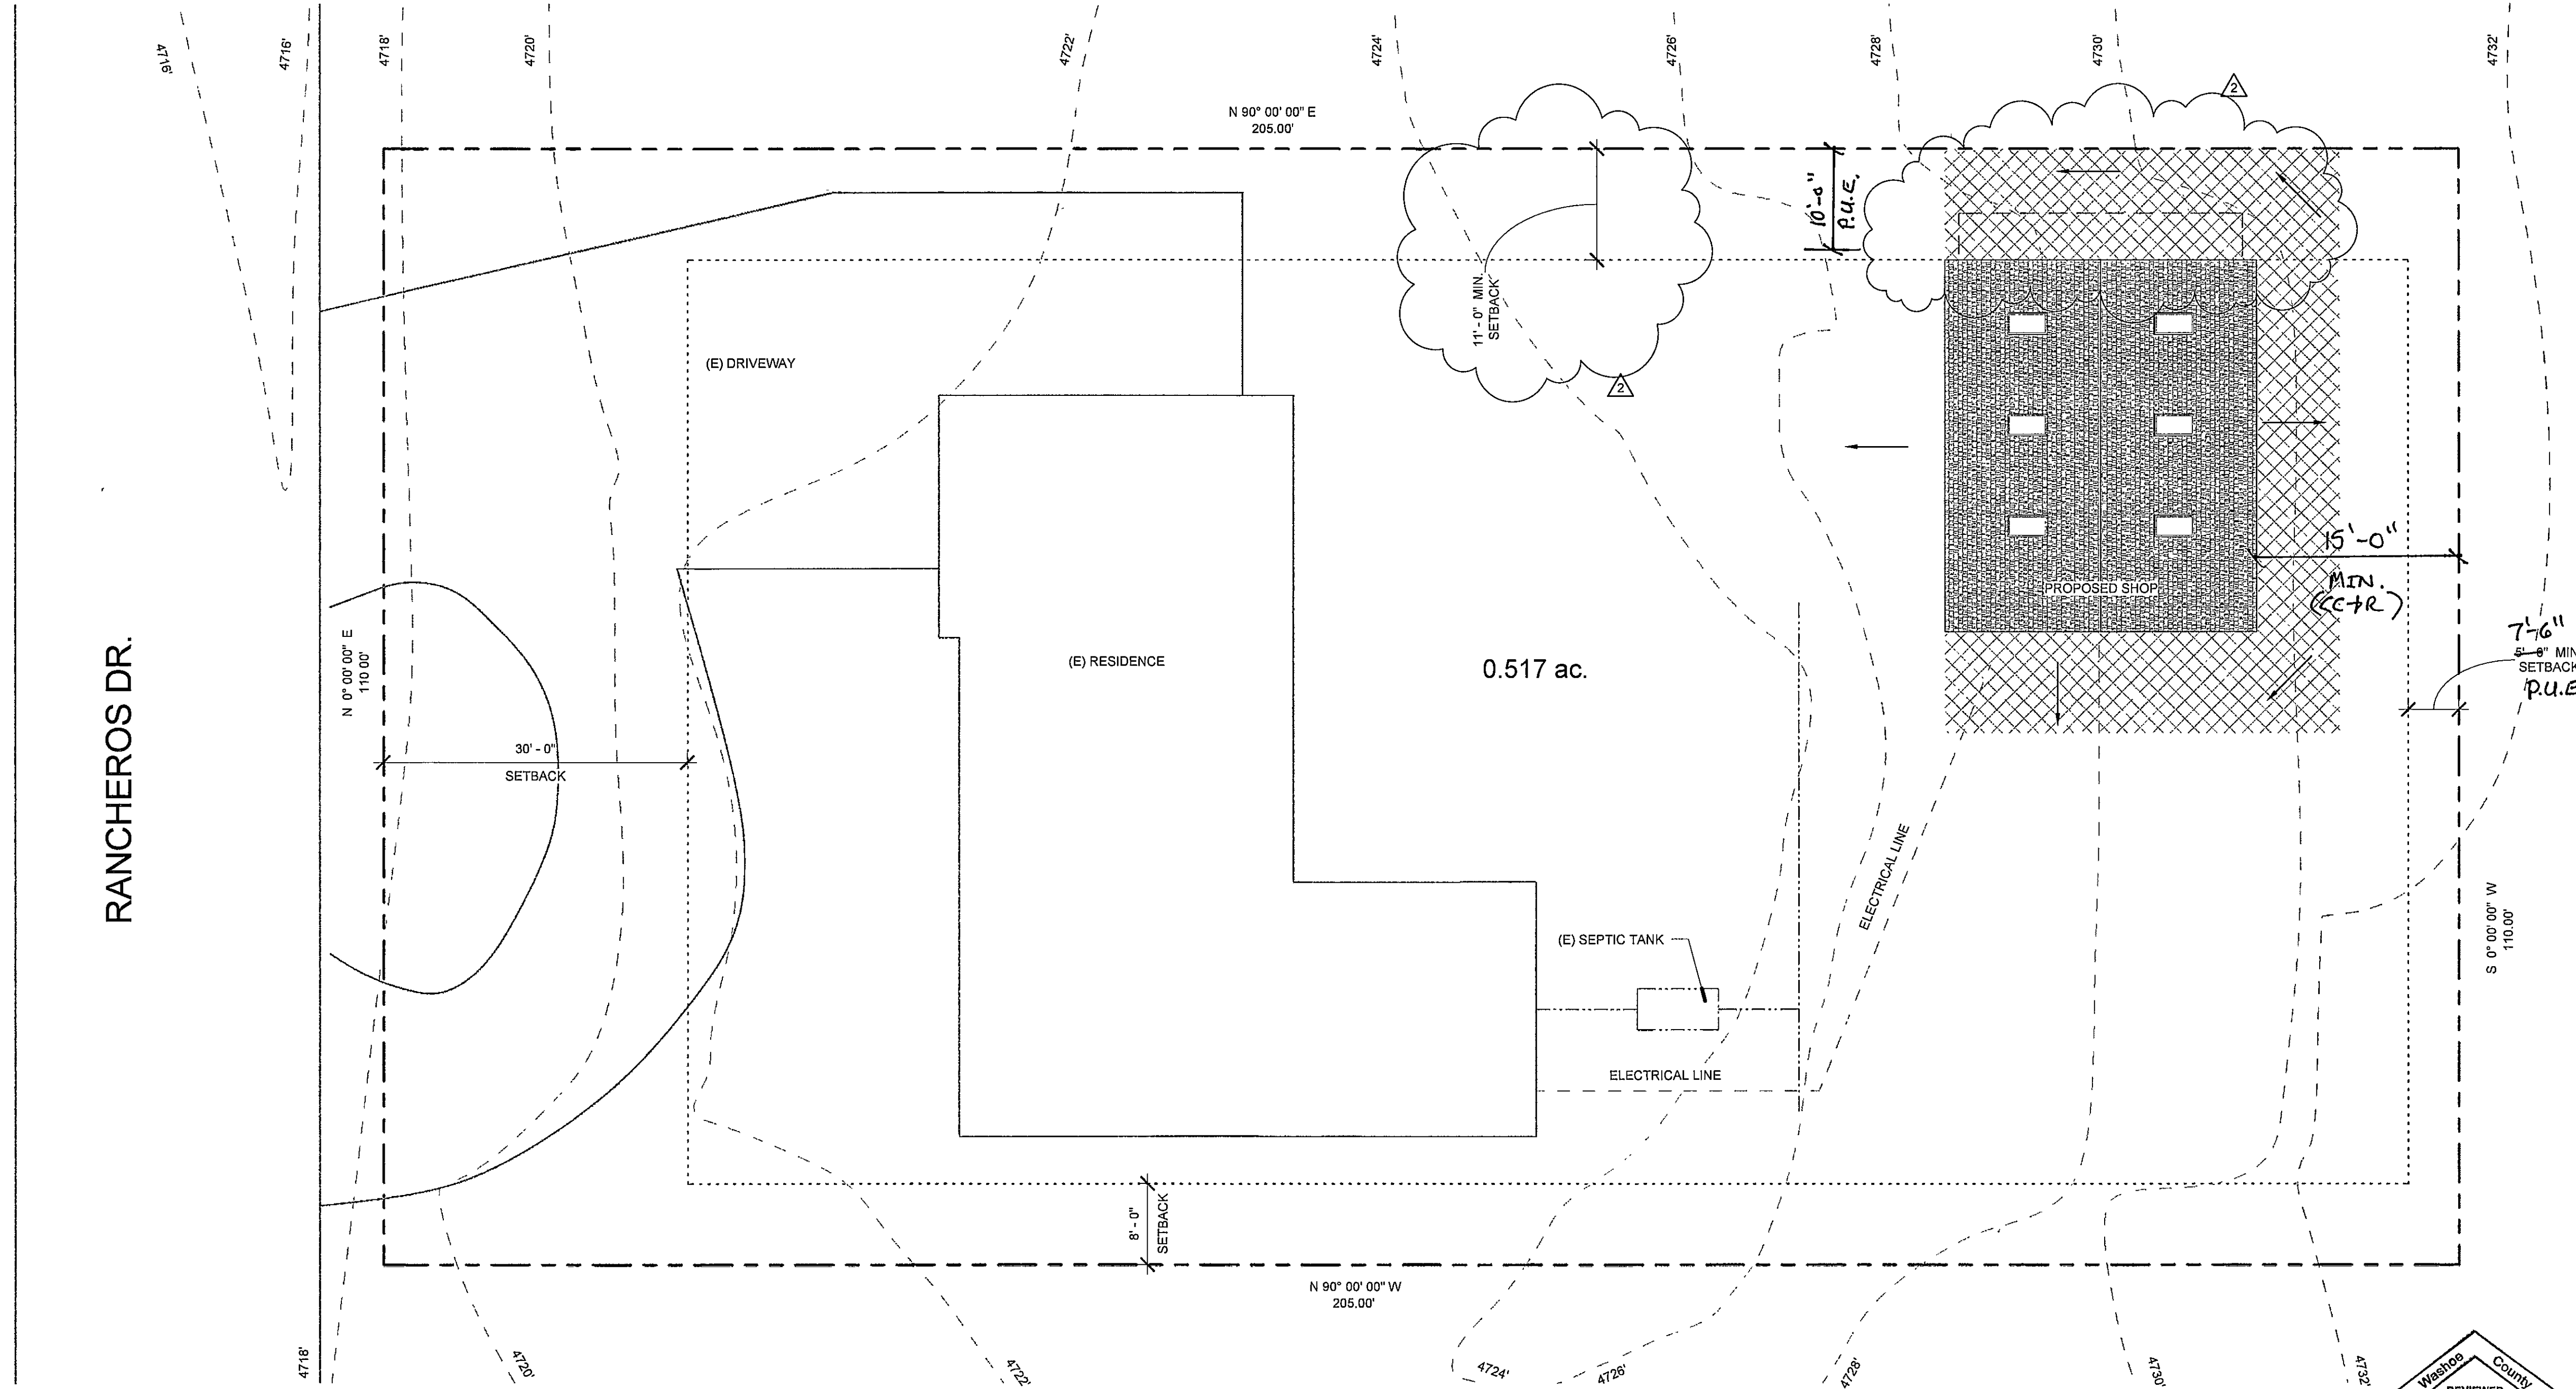 4716'
4716'
4718'
4720'
4722'
4724'
4726'
4728'
4730'
4732'
2
N 90° 00' 00" E
205.00'
10'-0"
P.U.E.
11' - 0" MIN.
SETBACK
2
(E) DRIVEWAY
15'-0"
MIN.
(CC+R)
PROPOSED SHOP
7'-6"
5' - 0" MIN
SETBACK
P.U.E
RANCHEROS DR.
N 0° 00' 00" E
110.00'
(E) RESIDENCE
0.517 ac.
30' - 0"
SETBACK
ELECTRICAL LINE
(E) SEPTIC TANK
S 0° 00' 00" W
110.00'
ELECTRICAL LINE
8' - 0"
SETBACK
N 90° 00' 00" W
205.00'
4718'
4720'
4722'
4724'
4726'
4728'
4730'
4732'
Washoe County
REVIEWED